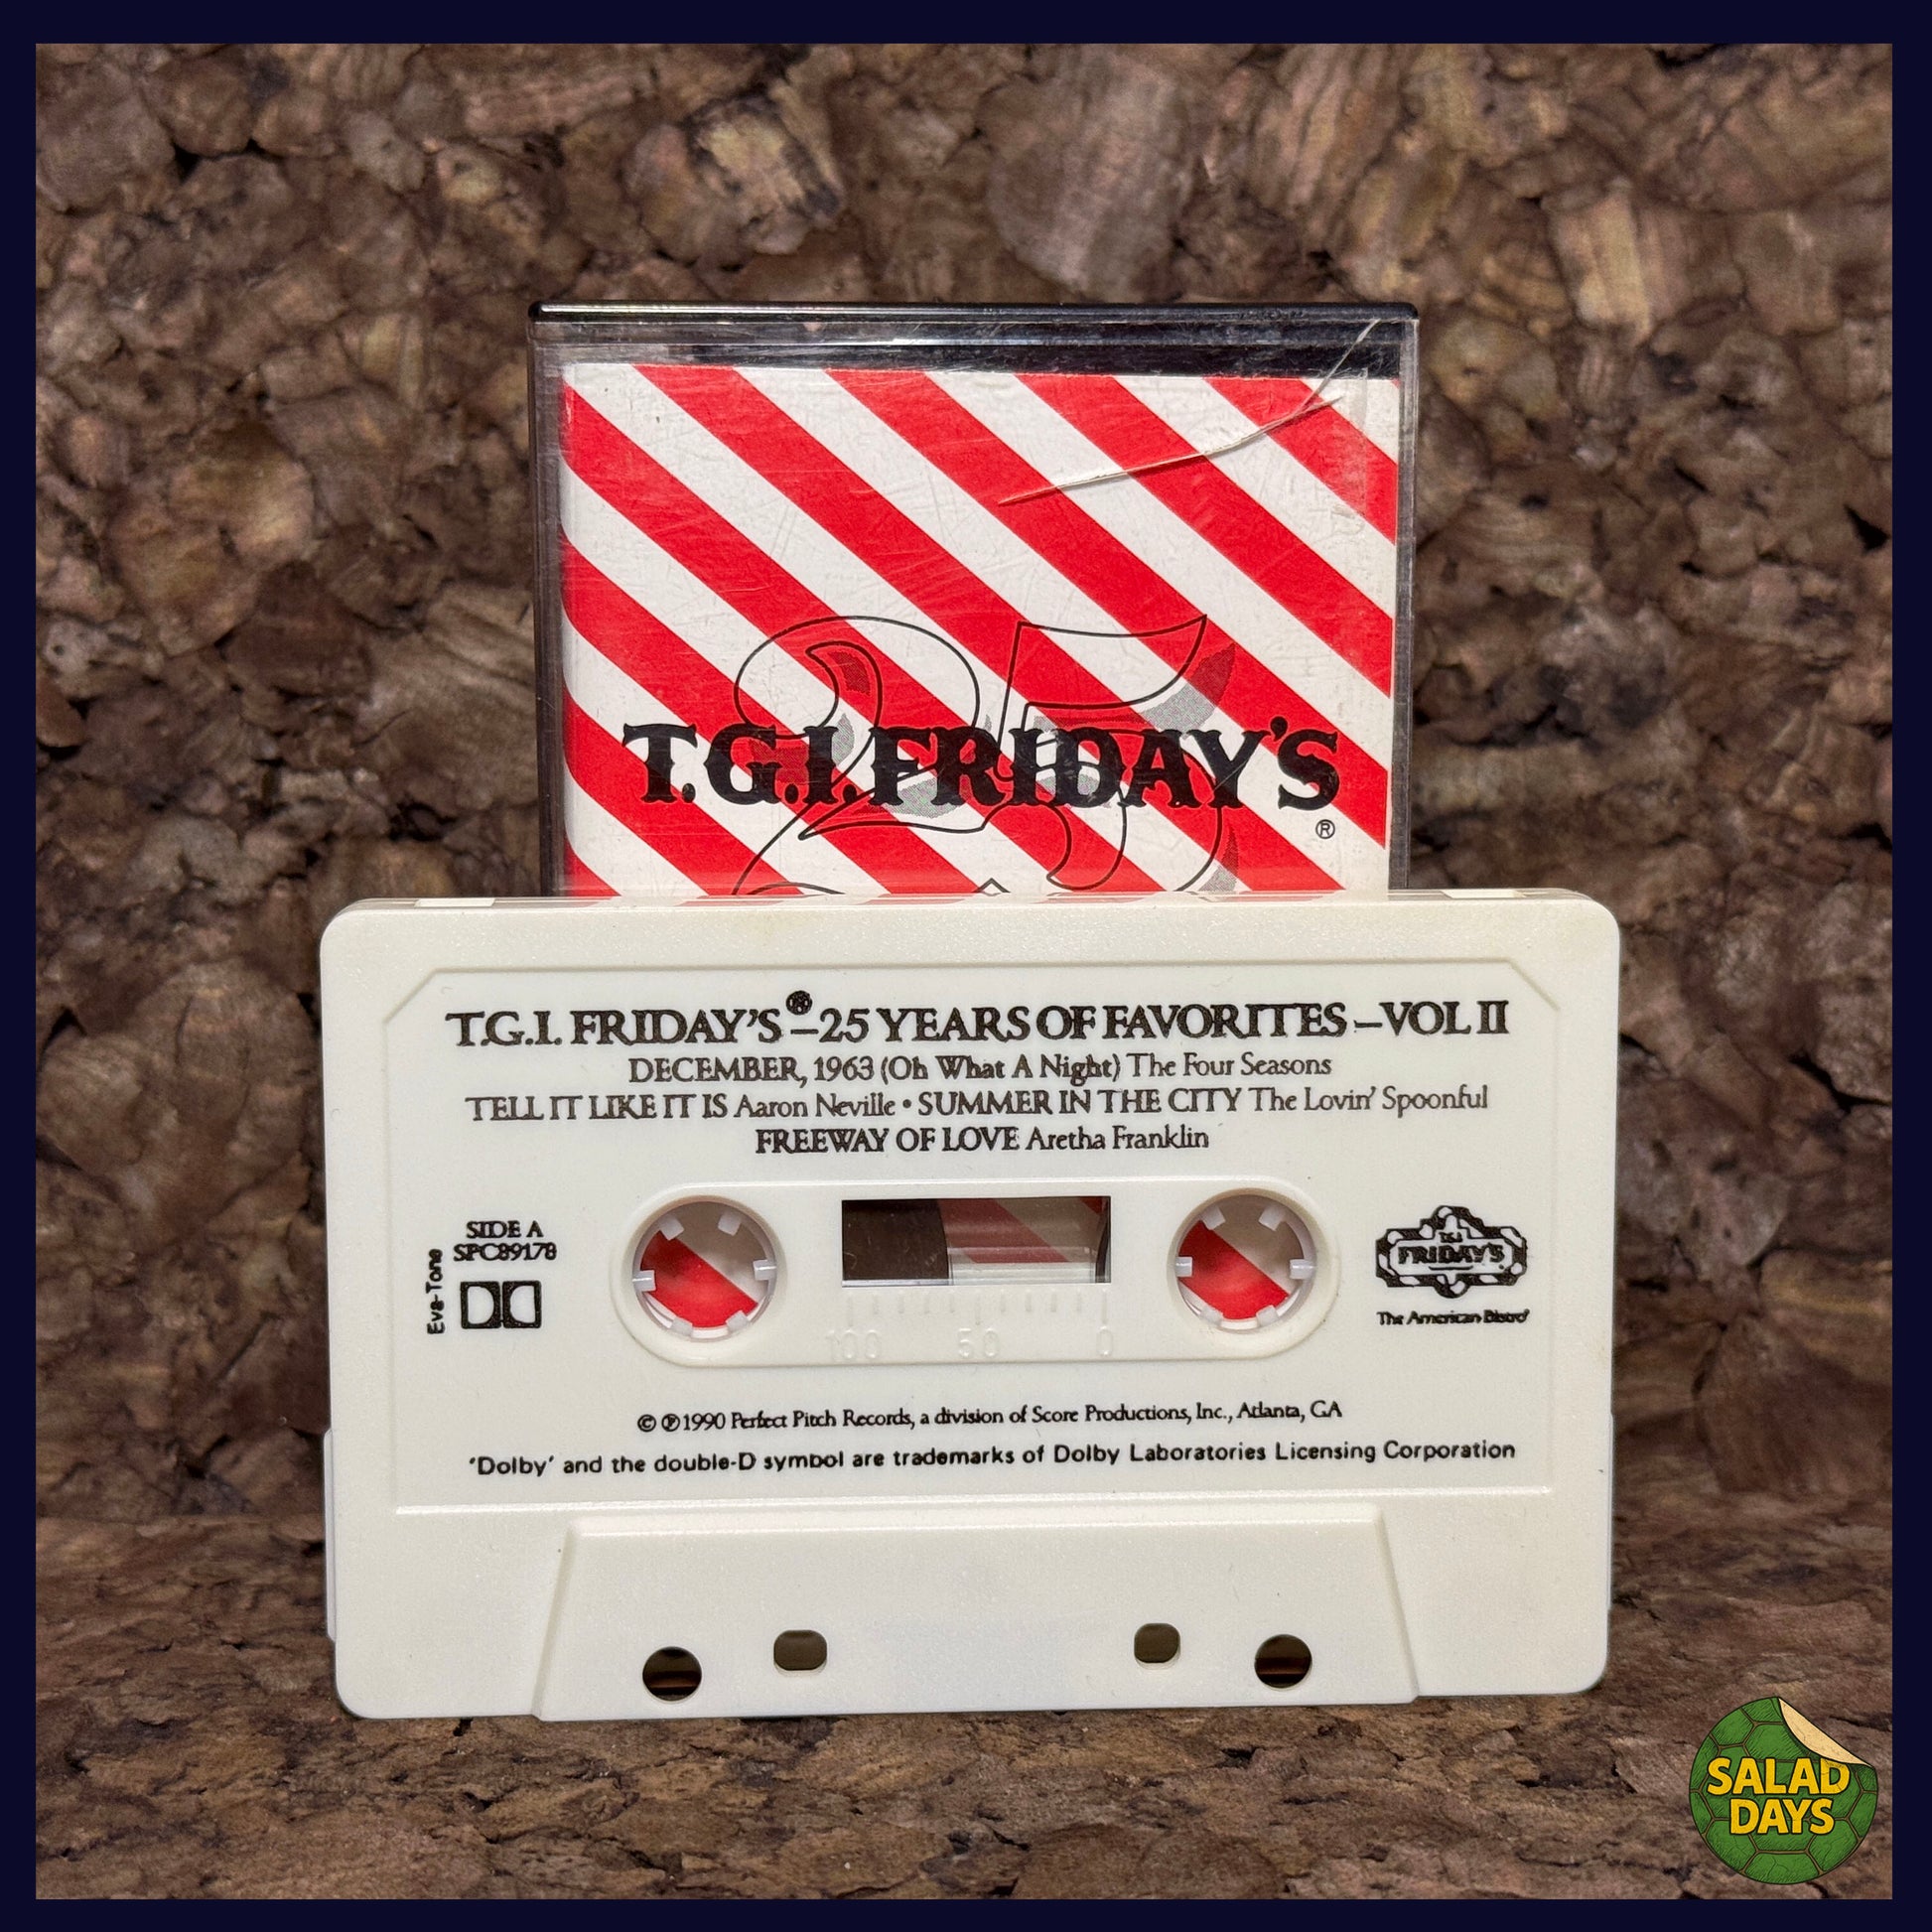 25
T.G.I. FRIDAY'S
®
T.G.I. FRIDAY'S®–25 YEARS OF FAVORITES–VOL II
DECEMBER, 1963 (Oh What A Night) The Four Seasons
TELL IT LIKE IT IS Aaron Neville • SUMMER IN THE CITY The Lovin' Spoonful
FREEWAY OF LOVE Aretha Franklin
SIDE A
SPC89178
Eva-Tone
T.G.I.
FRIDAY'S
The American Bistro®
100 50 0
© ℗ 1990 Perfect Pitch Records, a division of Score Productions, Inc., Atlanta, GA
'Dolby' and the double-D symbol are trademarks of Dolby Laboratories Licensing Corporation
SALAD
DAYS